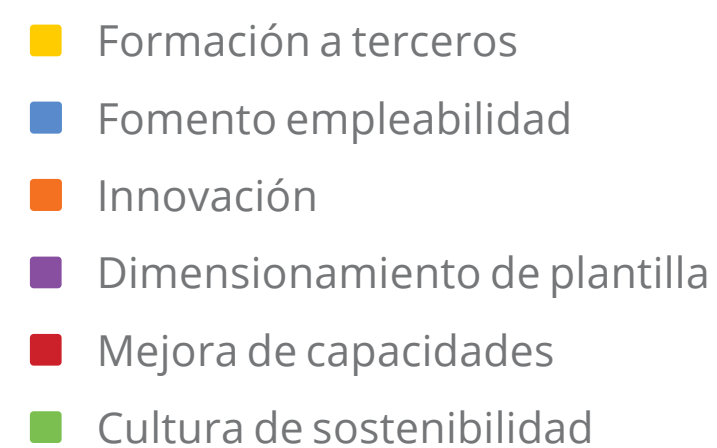 Formación a terceros
Fomento empleabilidad
Innovación
Dimensionamiento de plantilla
Mejora de capacidades
Cultura de sostenibilidad